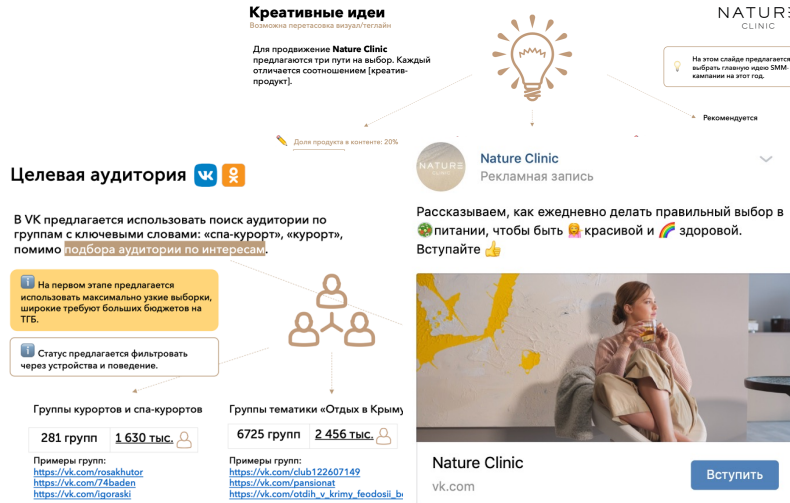 Креативные идеи
Возможна перетасовка визуал/теглайн
NATURE
CLINIC
Для продвижение Nature Clinic
предлагаются три пути на выбор. Каждый
отличается соотношением [креатив-
продукт].
На этом слайде предлагается
выбрать главную идею SMM-
кампании на этот год.
Рекомендуется
Доля продукта в контенте: 20%
Целевая аудитория
В VK предлагается использовать поиск аудитории по
группам с ключевыми словами: «спа-курорт», «курорт»,
помимо подбора аудитории по интересам.
На первом этапе предлагается
использовать максимально узкие выборки,
широкие требуют больших бюджетов на
ТГБ.
Статус предлагается фильтровать
через устройства и поведение.
Группы курортов и спа-курортов
281 групп 1 630 тыс.
Примеры групп:
https://vk.com/rosakhutor
https://vk.com/74baden
https://vk.com/igoraski
Группы тематики «Отдых в Крыму
6725 групп 2 456 тыс.
Примеры групп:
https://vk.com/club122607149
https://vk.com/pansionat
https://vk.com/otdih_v_krimy_feodosii_b
NATURE
CLINIC
Nature Clinic
Рекламная запись
Рассказываем, как ежедневно делать правильный выбор в
питании, чтобы быть красивой и здоровой.
Вступайте
Nature Clinic
vk.com
Вступить